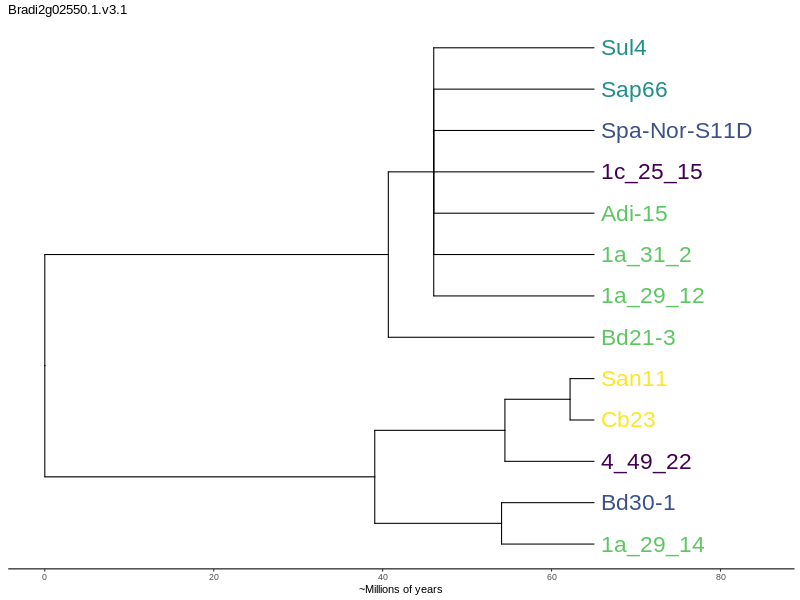 Bradi2g02550.1.v3.1
Sul4
Sap66
Spa-Nor-S11D
1c_25_15
Adi-15
1a_31_2
1a_29_12
Bd21-3
San11
Cb23
4_49_22
Bd30-1
1a_29_14
0 20 40 60 80
~Millions of years